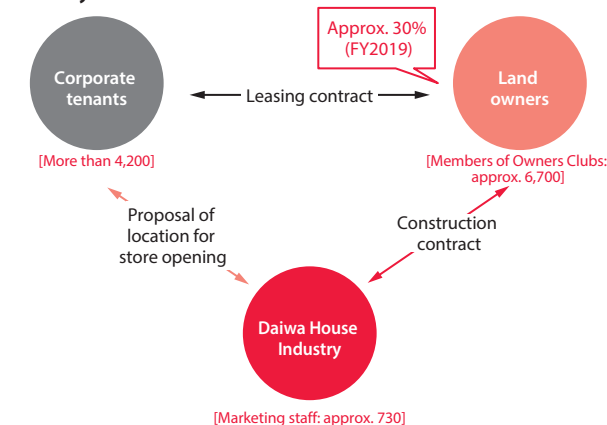 Approx. 30%
(FY2019)
Corporate
tenants
Leasing contract
Land
owners
[More than 4,200]
[Members of Owners Clubs:
approx. 6,700]
Proposal of
location for
store opening
Construction
contract
Daiwa House
Industry
[Marketing staff: approx. 730]